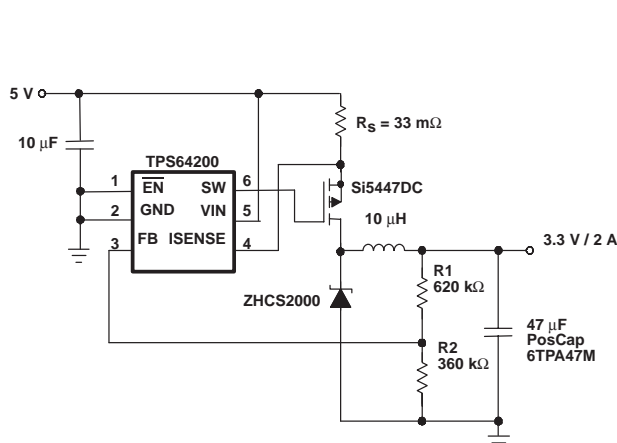 5 V
10 μF
TPS64200
RS = 33 mΩ
1
EN
SW
6
Si5447DC
2
GND
VIN
5
10 μH
3
FB
ISENSE
4
3.3 V / 2 A
R1
620 kΩ
ZHCS2000
R2
360 kΩ
47 μF
PosCap
6TPA47M